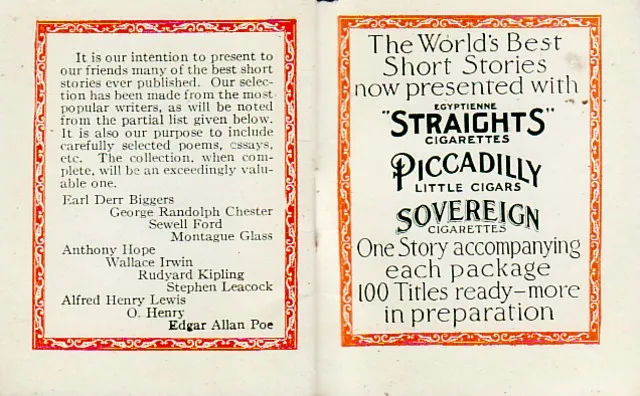 It is our intention to present to
our friends many of the best short
stories ever published. Our selec-
tion has been made from the most
popular writers, as will be noted
from the partial list given below.
It is also our purpose to include
carefully selected poems, essays,
etc. The collection, when com-
plete, will be an exceedingly valu-
able one.
Earl Derr Biggers
George Randolph Chester
Sewell Ford
Montague Glass
Anthony Hope
Wallace Irwin
Rudyard Kipling
Stephen Leacock
Alfred Henry Lewis
O. Henry
Edgar Allan Poe
The World's Best
Short Stories
now presented with
EGYPTIENNE
"STRAIGHTS"
CIGARETTES
PICCADILLY
LITTLE CIGARS
SOVEREIGN
CIGARETTES
One Story accompanying
each package
100 Titles ready—more
in preparation